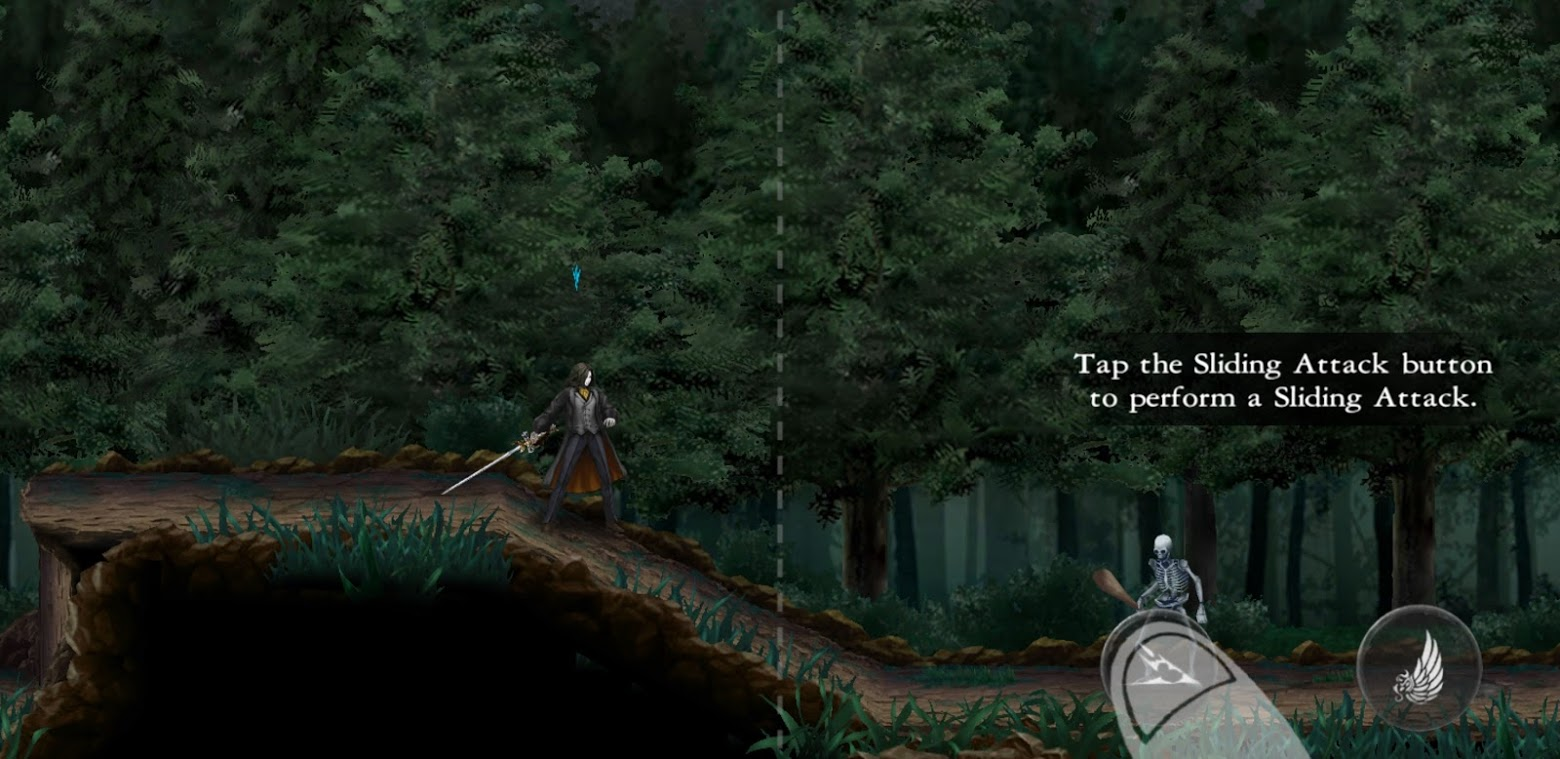 Tap the Sliding Attack button
to perform a Sliding Attack.